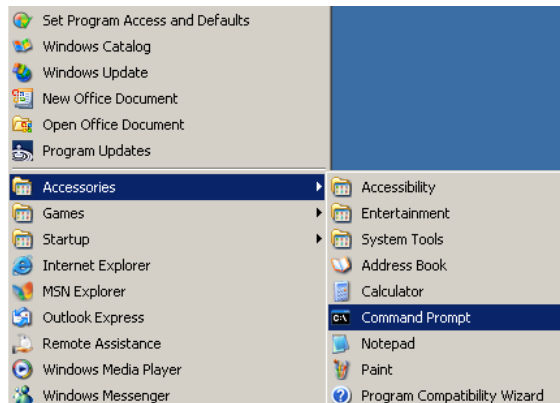 Set Program Access and Defaults
Windows Catalog
Windows Update
New Office Document
Open Office Document
Program Updates
Accessories
Games
Startup
Internet Explorer
MSN Explorer
Outlook Express
Remote Assistance
Windows Media Player
Windows Messenger
Accessibility
Entertainment
System Tools
Address Book
Calculator
C:\ Command Prompt
Notepad
Paint
Program Compatibility Wizard